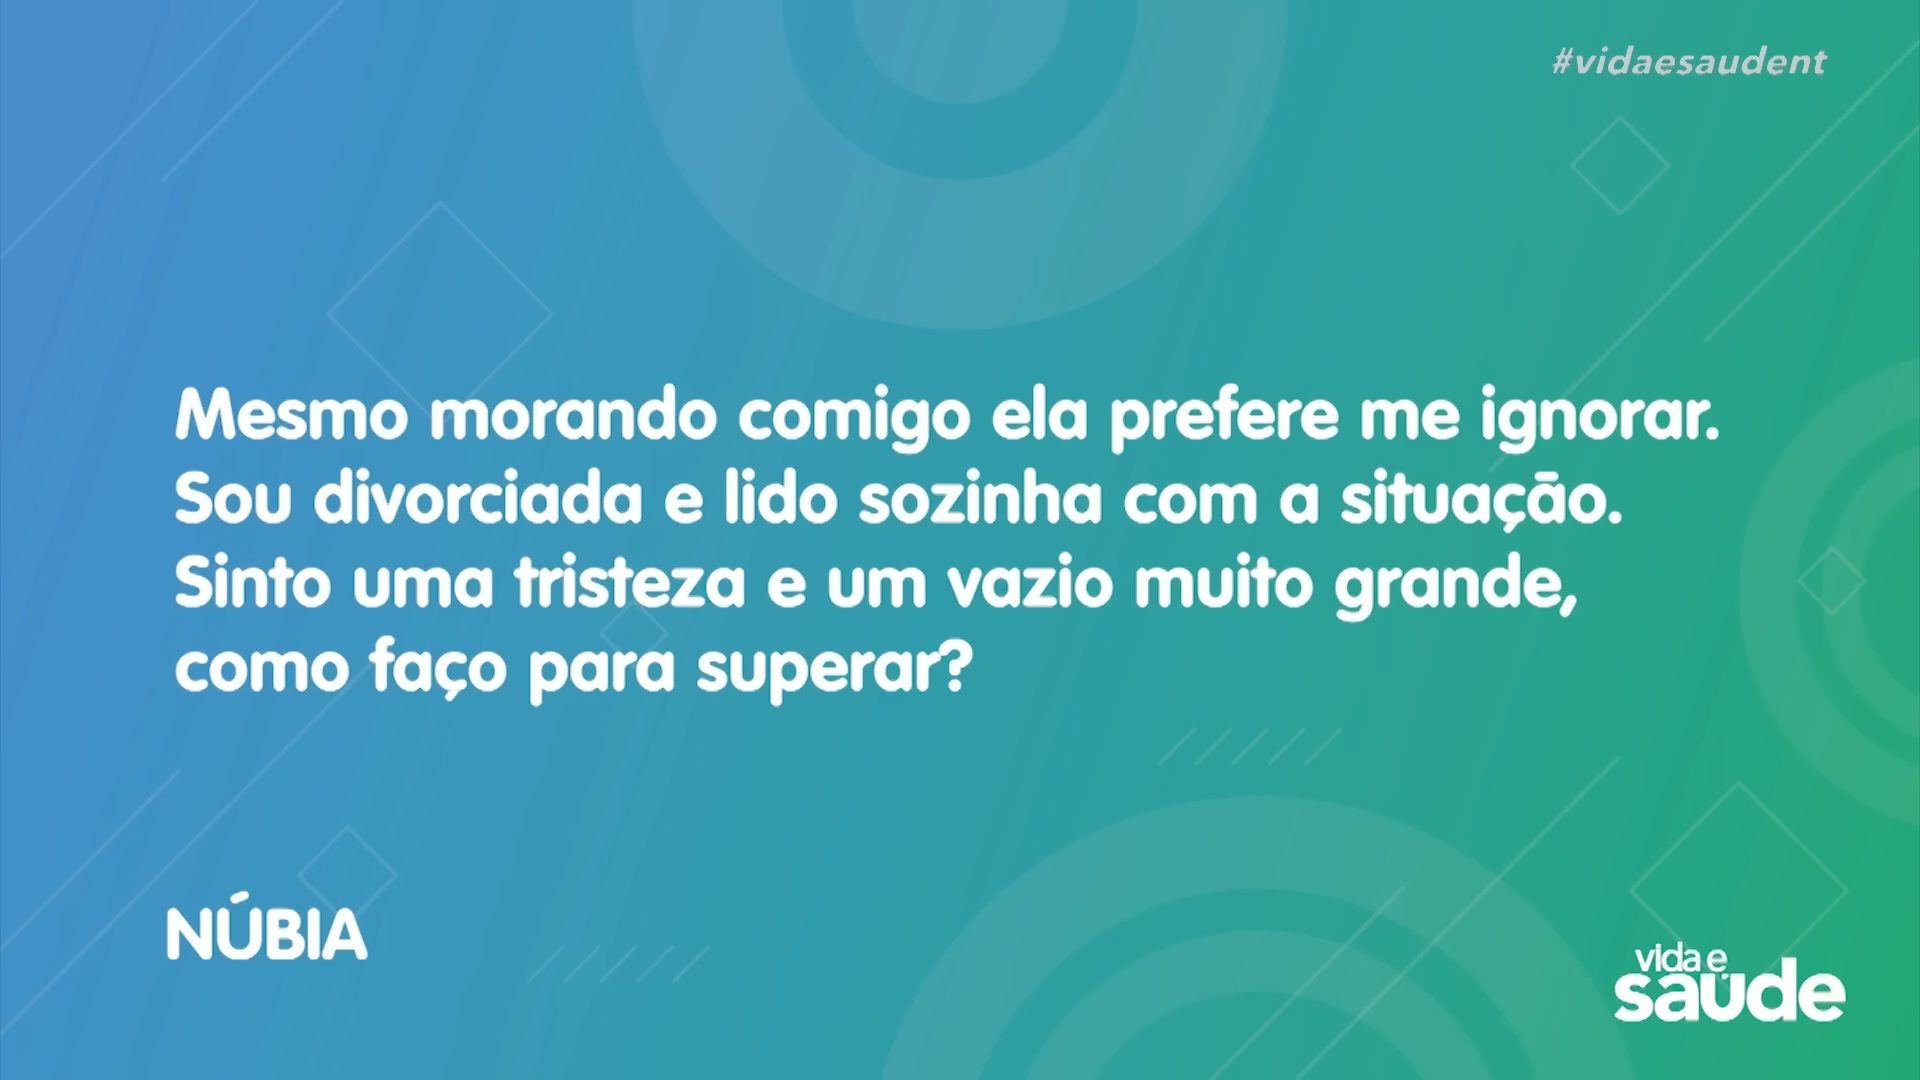 #vidaesaudent
Mesmo morando comigo ela prefere me ignorar.
Sou divorciada e lido sozinha com a situação.
Sinto uma tristeza e um vazio muito grande,
como faço para superar?
NÚBIA
vida e
saúde